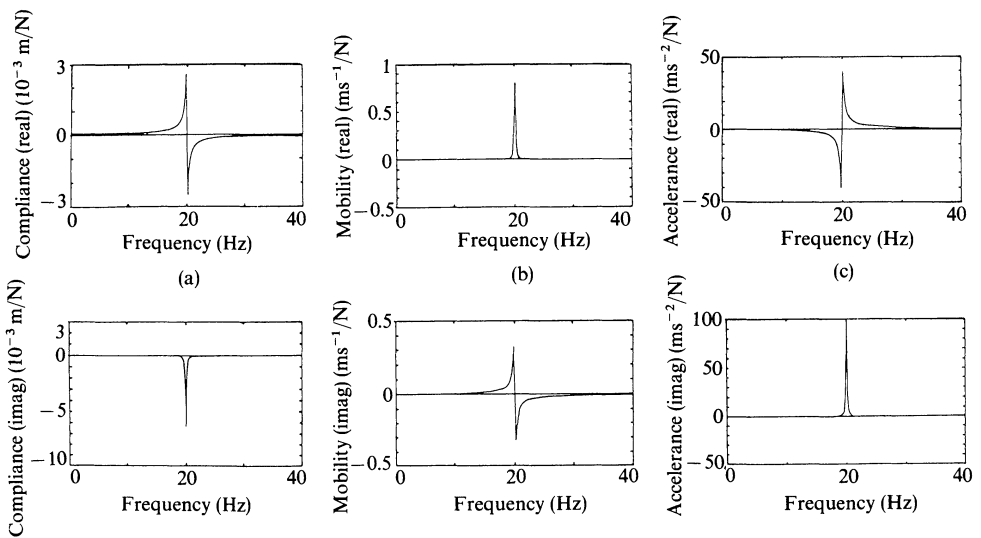 Compliance (real) (10⁻³ m/N)
3
0
−3
0
20
40
Frequency (Hz)
(a)
Mobility (real) (ms⁻¹/N)
1
0.5
0
−0.5
0
20
40
Frequency (Hz)
(b)
Accelerance (real) (ms⁻²/N)
50
0
−50
0
20
40
Frequency (Hz)
(c)
Compliance (imag) (10⁻³ m/N)
3
0
−5
−10
0
20
40
Frequency (Hz)
Mobility (imag) (ms⁻¹/N)
0.5
0
−0.5
0
20
40
Frequency (Hz)
Accelerance (imag) (ms⁻²/N)
100
50
0
−50
0
20
40
Frequency (Hz)